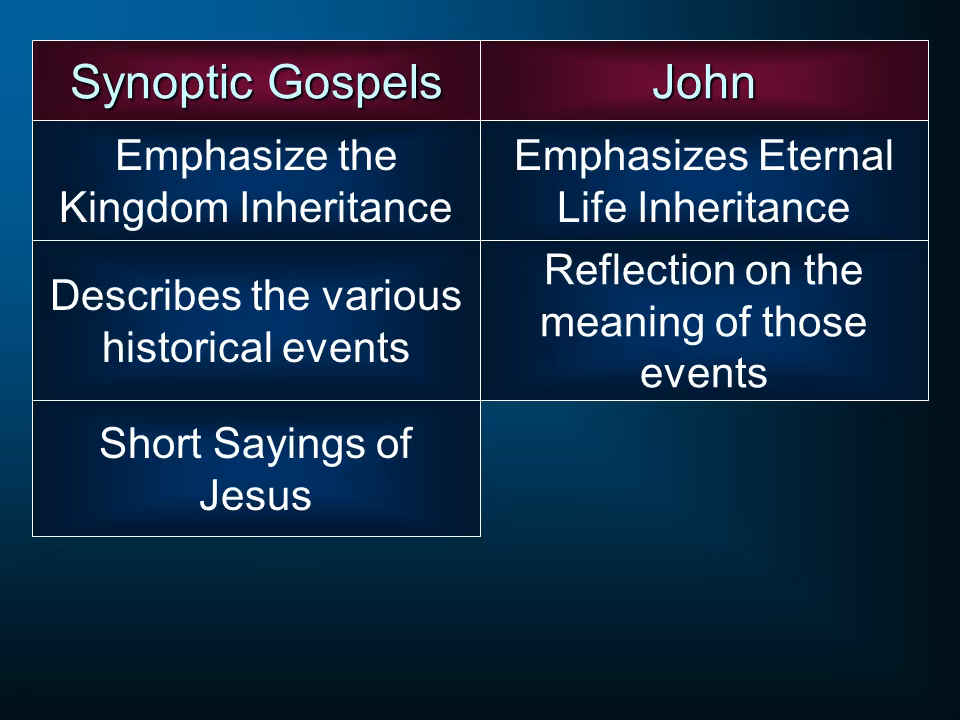 Synoptic Gospels
John
Emphasize the
Kingdom Inheritance
Emphasizes Eternal
Life Inheritance
Describes the various
historical events
Reflection on the
meaning of those
events
Short Sayings of
Jesus